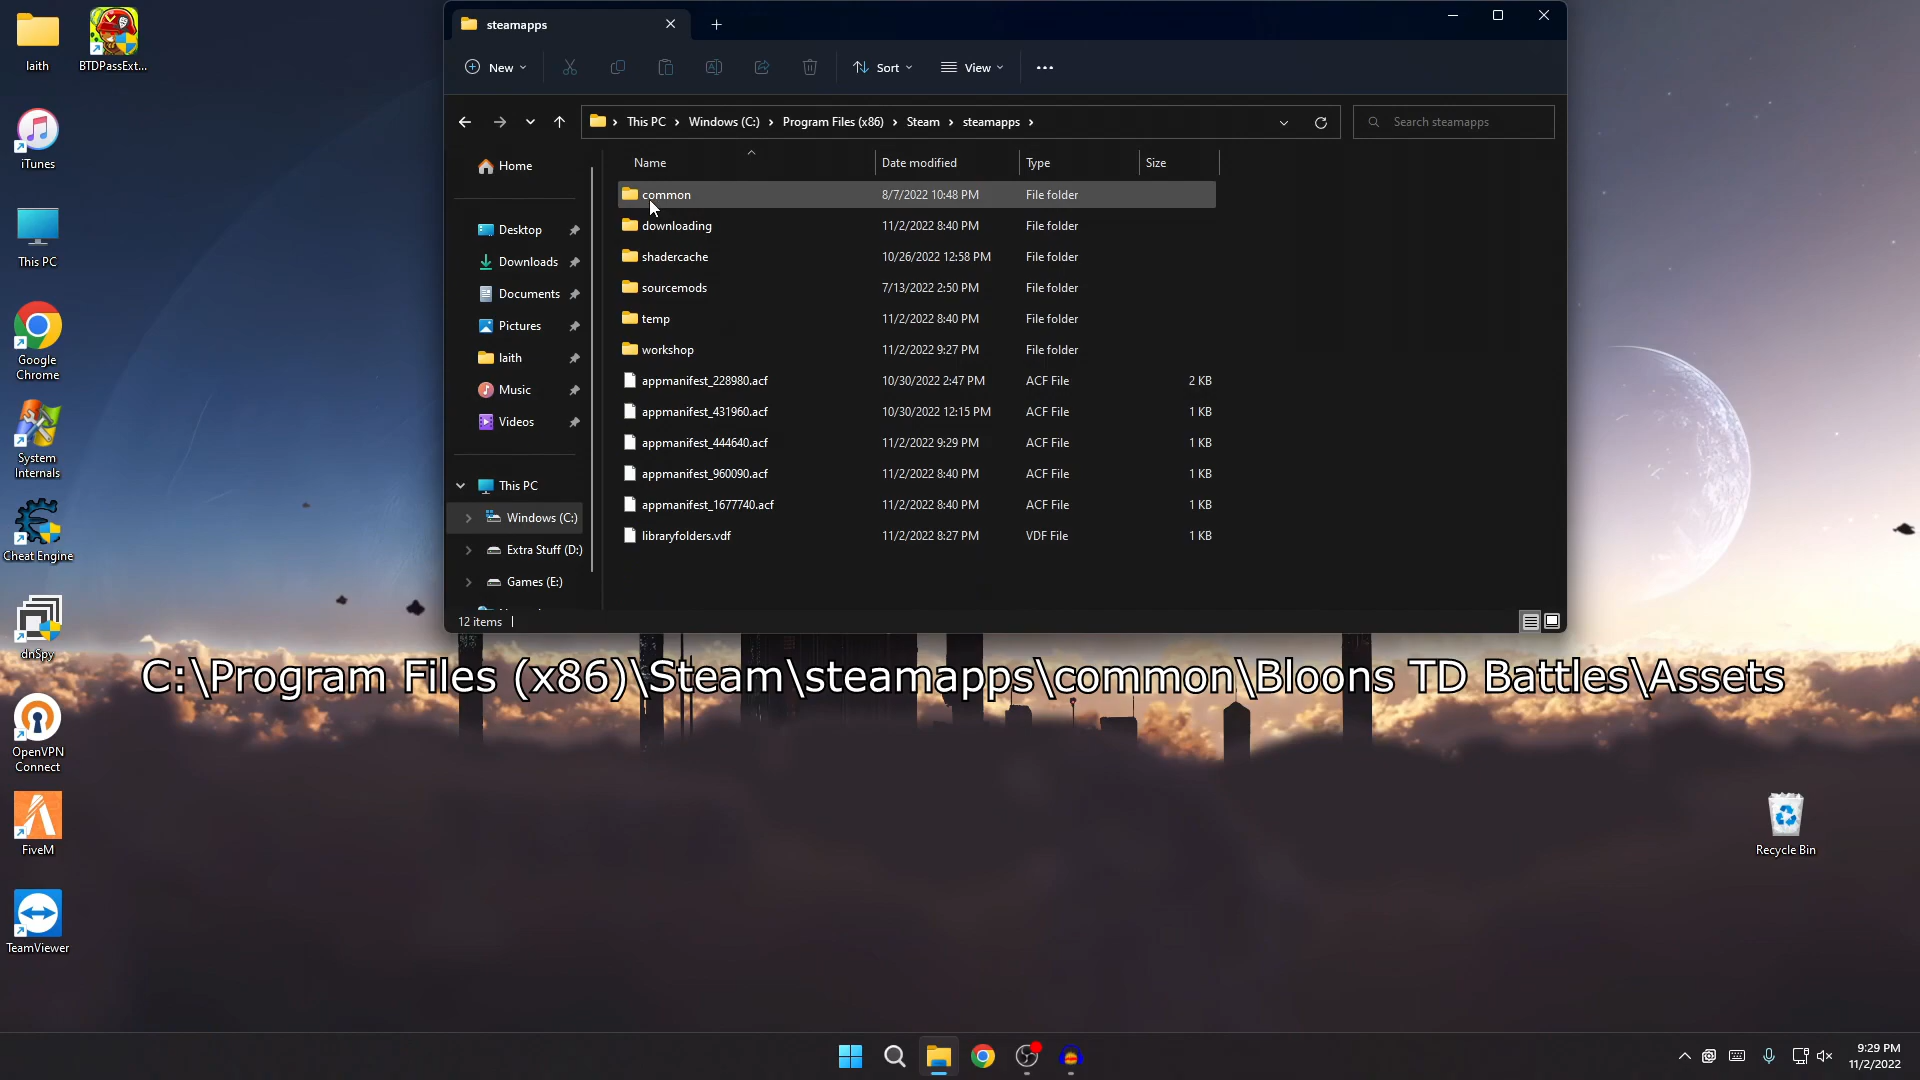 steamapps
New
Sort
View
This PC > Windows (C:) > Program Files (x86) > Steam > steamapps >
Search steamapps
Name Date modified Type Size
common 8/7/2022 10:48 PM File folder
downloading 11/2/2022 8:40 PM File folder
shadercache 10/26/2022 12:58 PM File folder
sourcemods 7/13/2022 2:50 PM File folder
temp 11/2/2022 8:40 PM File folder
workshop 11/2/2022 9:27 PM File folder
appmanifest_228980.acf 10/30/2022 2:47 PM ACF File 2 KB
appmanifest_431960.acf 10/30/2022 12:15 PM ACF File 1 KB
appmanifest_444640.acf 11/2/2022 9:29 PM ACF File 1 KB
appmanifest_960090.acf 11/2/2022 8:40 PM ACF File 1 KB
appmanifest_1677740.acf 11/2/2022 8:40 PM ACF File 1 KB
libraryfolders.vdf 11/2/2022 8:27 PM VDF File 1 KB
Home
Desktop
Downloads
Documents
Pictures
laith
Music
Videos
This PC
Windows (C:)
Extra Stuff (D:)
Games (E:)
12 items
C:\Program Files (x86)\Steam\steamapps\common\Bloons TD Battles\Assets
laith
BTDPassExt...
iTunes
This PC
Google
Chrome
System
Internals
Cheat Engine
dnSpy
OpenVPN
Connect
FiveM
TeamViewer
Recycle Bin
9:29 PM
11/2/2022